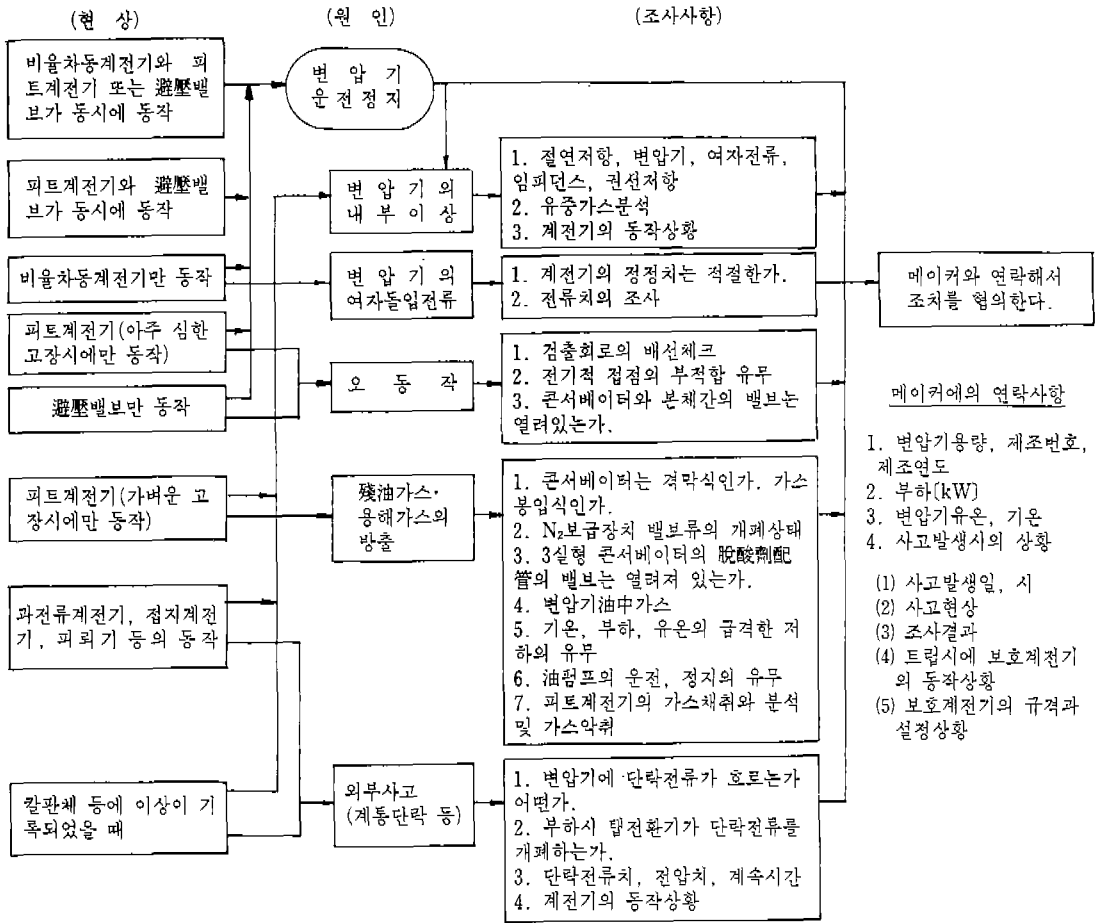 (현 상)
(원 인)
(조사사항)
비율차동계전기와 피
트계전기 또는 避壓밸
브가 동시에 동작
변 압 기
운전정지
피트계전기와 避壓밸
브가 동시에 동작
변 압 기 의
내 부 이 상
1. 절연저항, 변압기, 여자전류,
임피던스, 권선저항
2. 유중가스분석
3. 계전기의 동작상황
비율차동계전기만 동작
변 압 기 의
여자돌입전류
1. 계전기의 정정치는 적절한가.
2. 전류치의 조사
메이커와 연락해서
조치를 협의한다.
피트계전기(아주 심한
고장시에만 동작)
避壓밸보만 동작
오 동 작
1. 검출회로의 배선체크
2. 전기적 접점의 부적합 유무
3. 콘서베이터와 본체간의 밸브는
열려있는가.
피트계전기(가벼운 고
장시에만 동작)
殘油가스·
용해가스의
방출
1. 콘서베이터는 격막식인가. 가스
봉입식인가.
2. N₂보급장치 밸보류의 개폐상태
3. 3실형 콘서베이터의 脫酸劑配
管의 밸브는 열려져 있는가.
4. 변압기油中가스
5. 기온, 부하, 유온의 급격한 저
하의 유무
6. 油펌프의 운전, 정지의 유무
7. 피트계전기의 가스채취와 분석
및 가스악취
과전류계전기, 접지계전
기, 피뢰기 등의 동작
칼판체 등에 이상이 기
록되었을 때
외부사고
(계통단락 등)
1. 변압기에 단락전류가 흐르는가
어떤가.
2. 부하시 탭전환기가 단락전류를
개폐하는가.
3. 단락전류치, 전압치, 계속시간
4. 계전기의 동작상황
메이커에의 연락사항
1. 변압기용량, 제조번호,
제조연도
2. 부하[kW]
3. 변압기유온, 기온
4. 사고발생시의 상황
(1) 사고발생일, 시
(2) 사고현상
(3) 조사결과
(4) 트립시에 보호계전기
의 동작상황
(5) 보호계전기의 규격과
설정상황